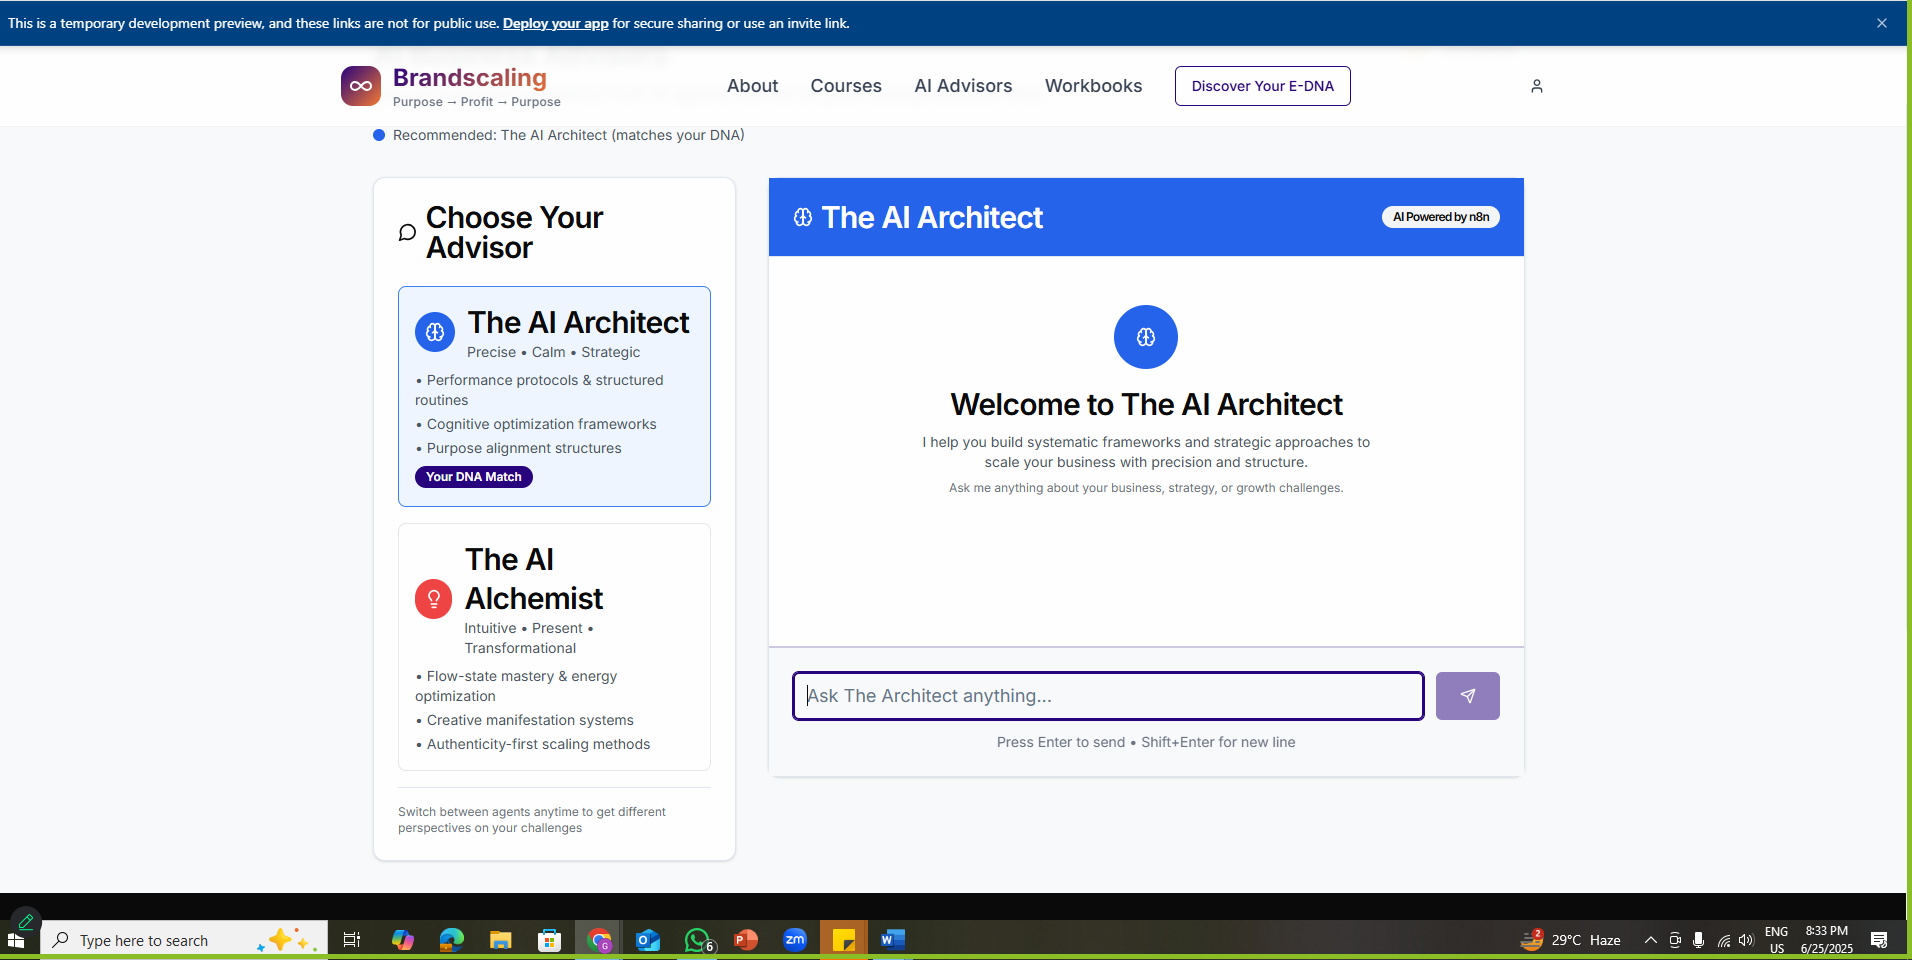 This is a temporary development preview, and these links are not for public use. Deploy your app for secure sharing or use an invite link.
Brandscaling
Purpose → Profit → Purpose
About
Courses
AI Advisors
Workbooks
Discover Your E-DNA
Recommended: The AI Architect (matches your DNA)
Choose Your
Advisor
The AI Architect
Precise • Calm • Strategic
• Performance protocols & structured
routines
• Cognitive optimization frameworks
• Purpose alignment structures
Your DNA Match
The AI
Alchemist
Intuitive • Present •
Transformational
• Flow-state mastery & energy
optimization
• Creative manifestation systems
• Authenticity-first scaling methods
Switch between agents anytime to get different
perspectives on your challenges
The AI Architect
AI Powered by n8n
Welcome to The AI Architect
I help you build systematic frameworks and strategic approaches to
scale your business with precision and structure.
Ask me anything about your business, strategy, or growth challenges.
Ask The Architect anything...
Press Enter to send • Shift+Enter for new line
Type here to search
G
6
P
zm
W
2
29°C Haze
ENG
US
8:33 PM
6/25/2025